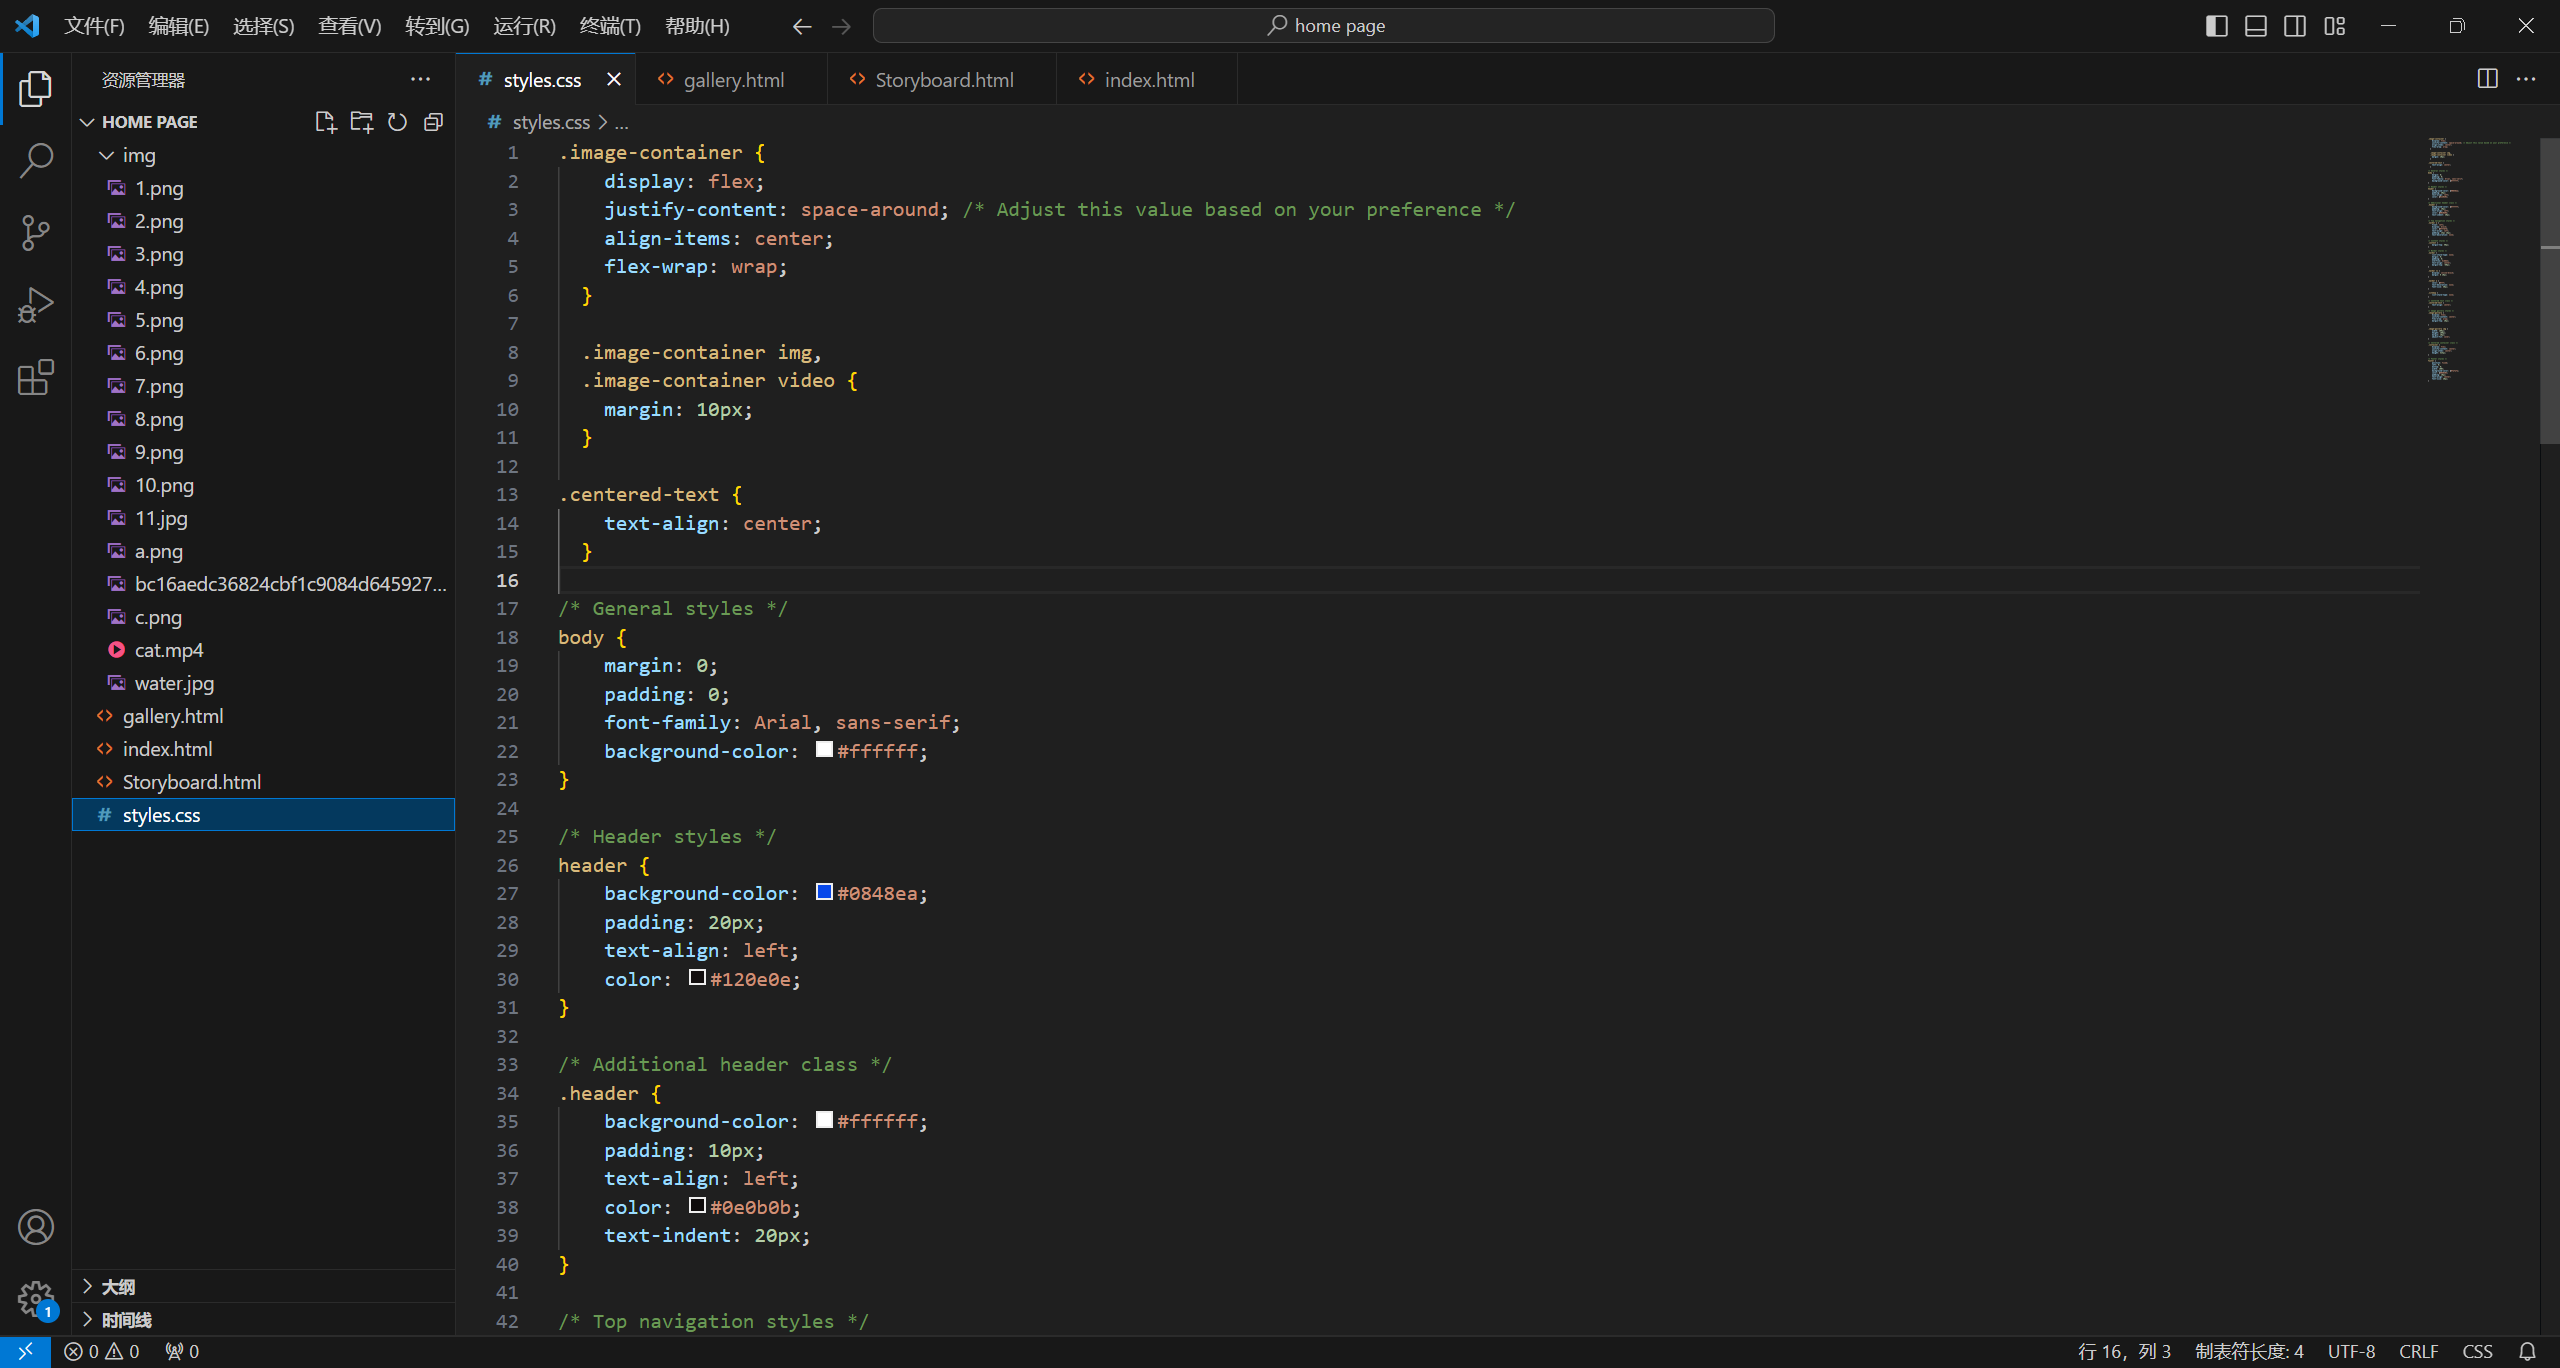 文件(F) 编辑(E) 选择(S) 查看(V) 转到(G) 运行(R) 终端(T) 帮助(H) home page
资源管理器
HOME PAGE
img
1.png
2.png
3.png
4.png
5.png
6.png
7.png
8.png
9.png
10.png
11.jpg
a.png
bc16aedc36824cbf1c9084d645927...
c.png
cat.mp4
water.jpg
gallery.html
index.html
Storyboard.html
# styles.css
大纲
时间线
# styles.css gallery.html Storyboard.html index.html
# styles.css > ...
1 .image-container {
2 display: flex;
3 justify-content: space-around; /* Adjust this value based on your preference */
4 align-items: center;
5 flex-wrap: wrap;
6 }
7
8 .image-container img,
9 .image-container video {
10 margin: 10px;
11 }
12
13 .centered-text {
14 text-align: center;
15 }
16
17 /* General styles */
18 body {
19 margin: 0;
20 padding: 0;
21 font-family: Arial, sans-serif;
22 background-color: #ffffff;
23 }
24
25 /* Header styles */
26 header {
27 background-color: #0848ea;
28 padding: 20px;
29 text-align: left;
30 color: #120e0e;
31 }
32
33 /* Additional header class */
34 .header {
35 background-color: #ffffff;
36 padding: 10px;
37 text-align: left;
38 color: #0e0b0b;
39 text-indent: 20px;
40 }
41
42 /* Top navigation styles */
1
0 0 0 行 16, 列 3 制表符长度: 4 UTF-8 CRLF CSS